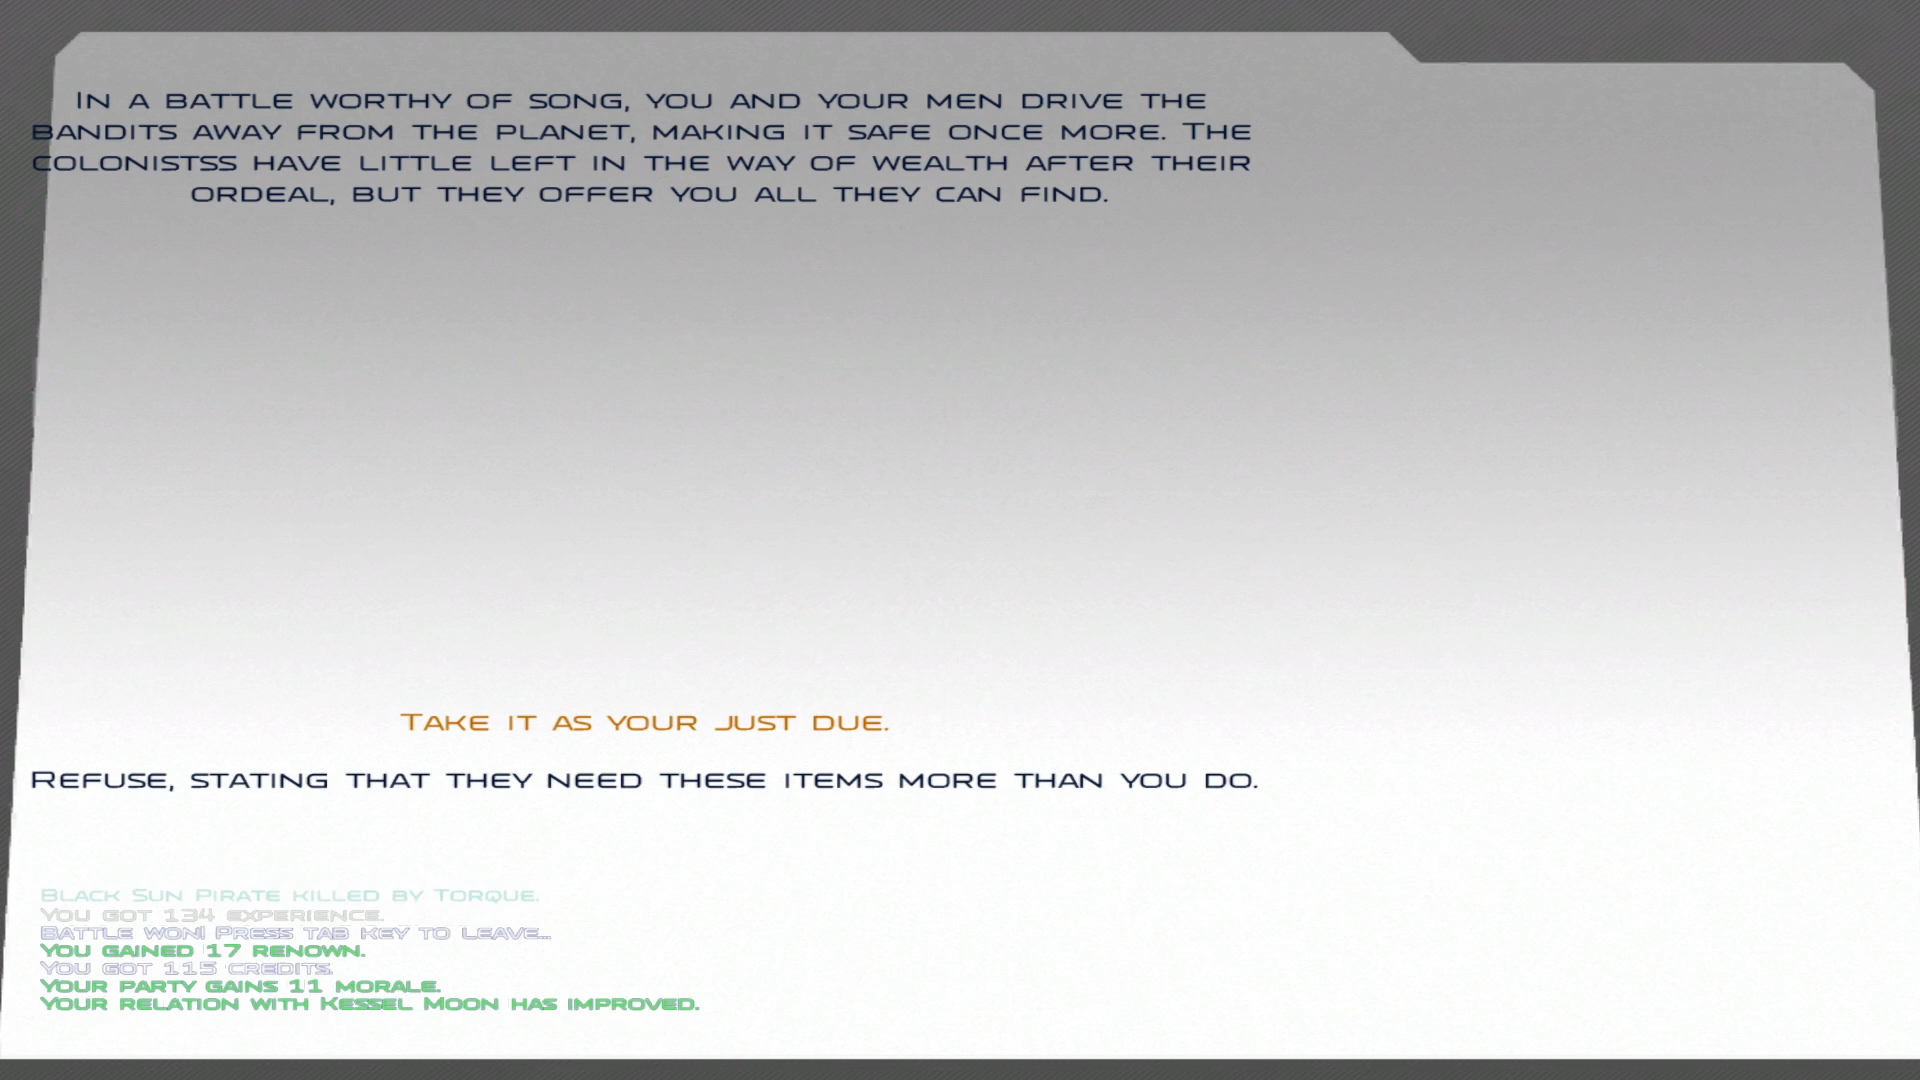 In a battle worthy of song, you and your men drive the
bandits away from the planet, making it safe once more. The
colonistss have little left in the way of wealth after their
ordeal, but they offer you all they can find.
Take it as your just due.
Refuse, stating that they need these items more than you do.
Black Sun Pirate killed by Torque.
You got 134 experience.
Battle won! Press tab key to leave...
You gained 17 renown.
You got 115 credits.
Your party gains 11 morale.
Your relation with Kessel Moon has improved.